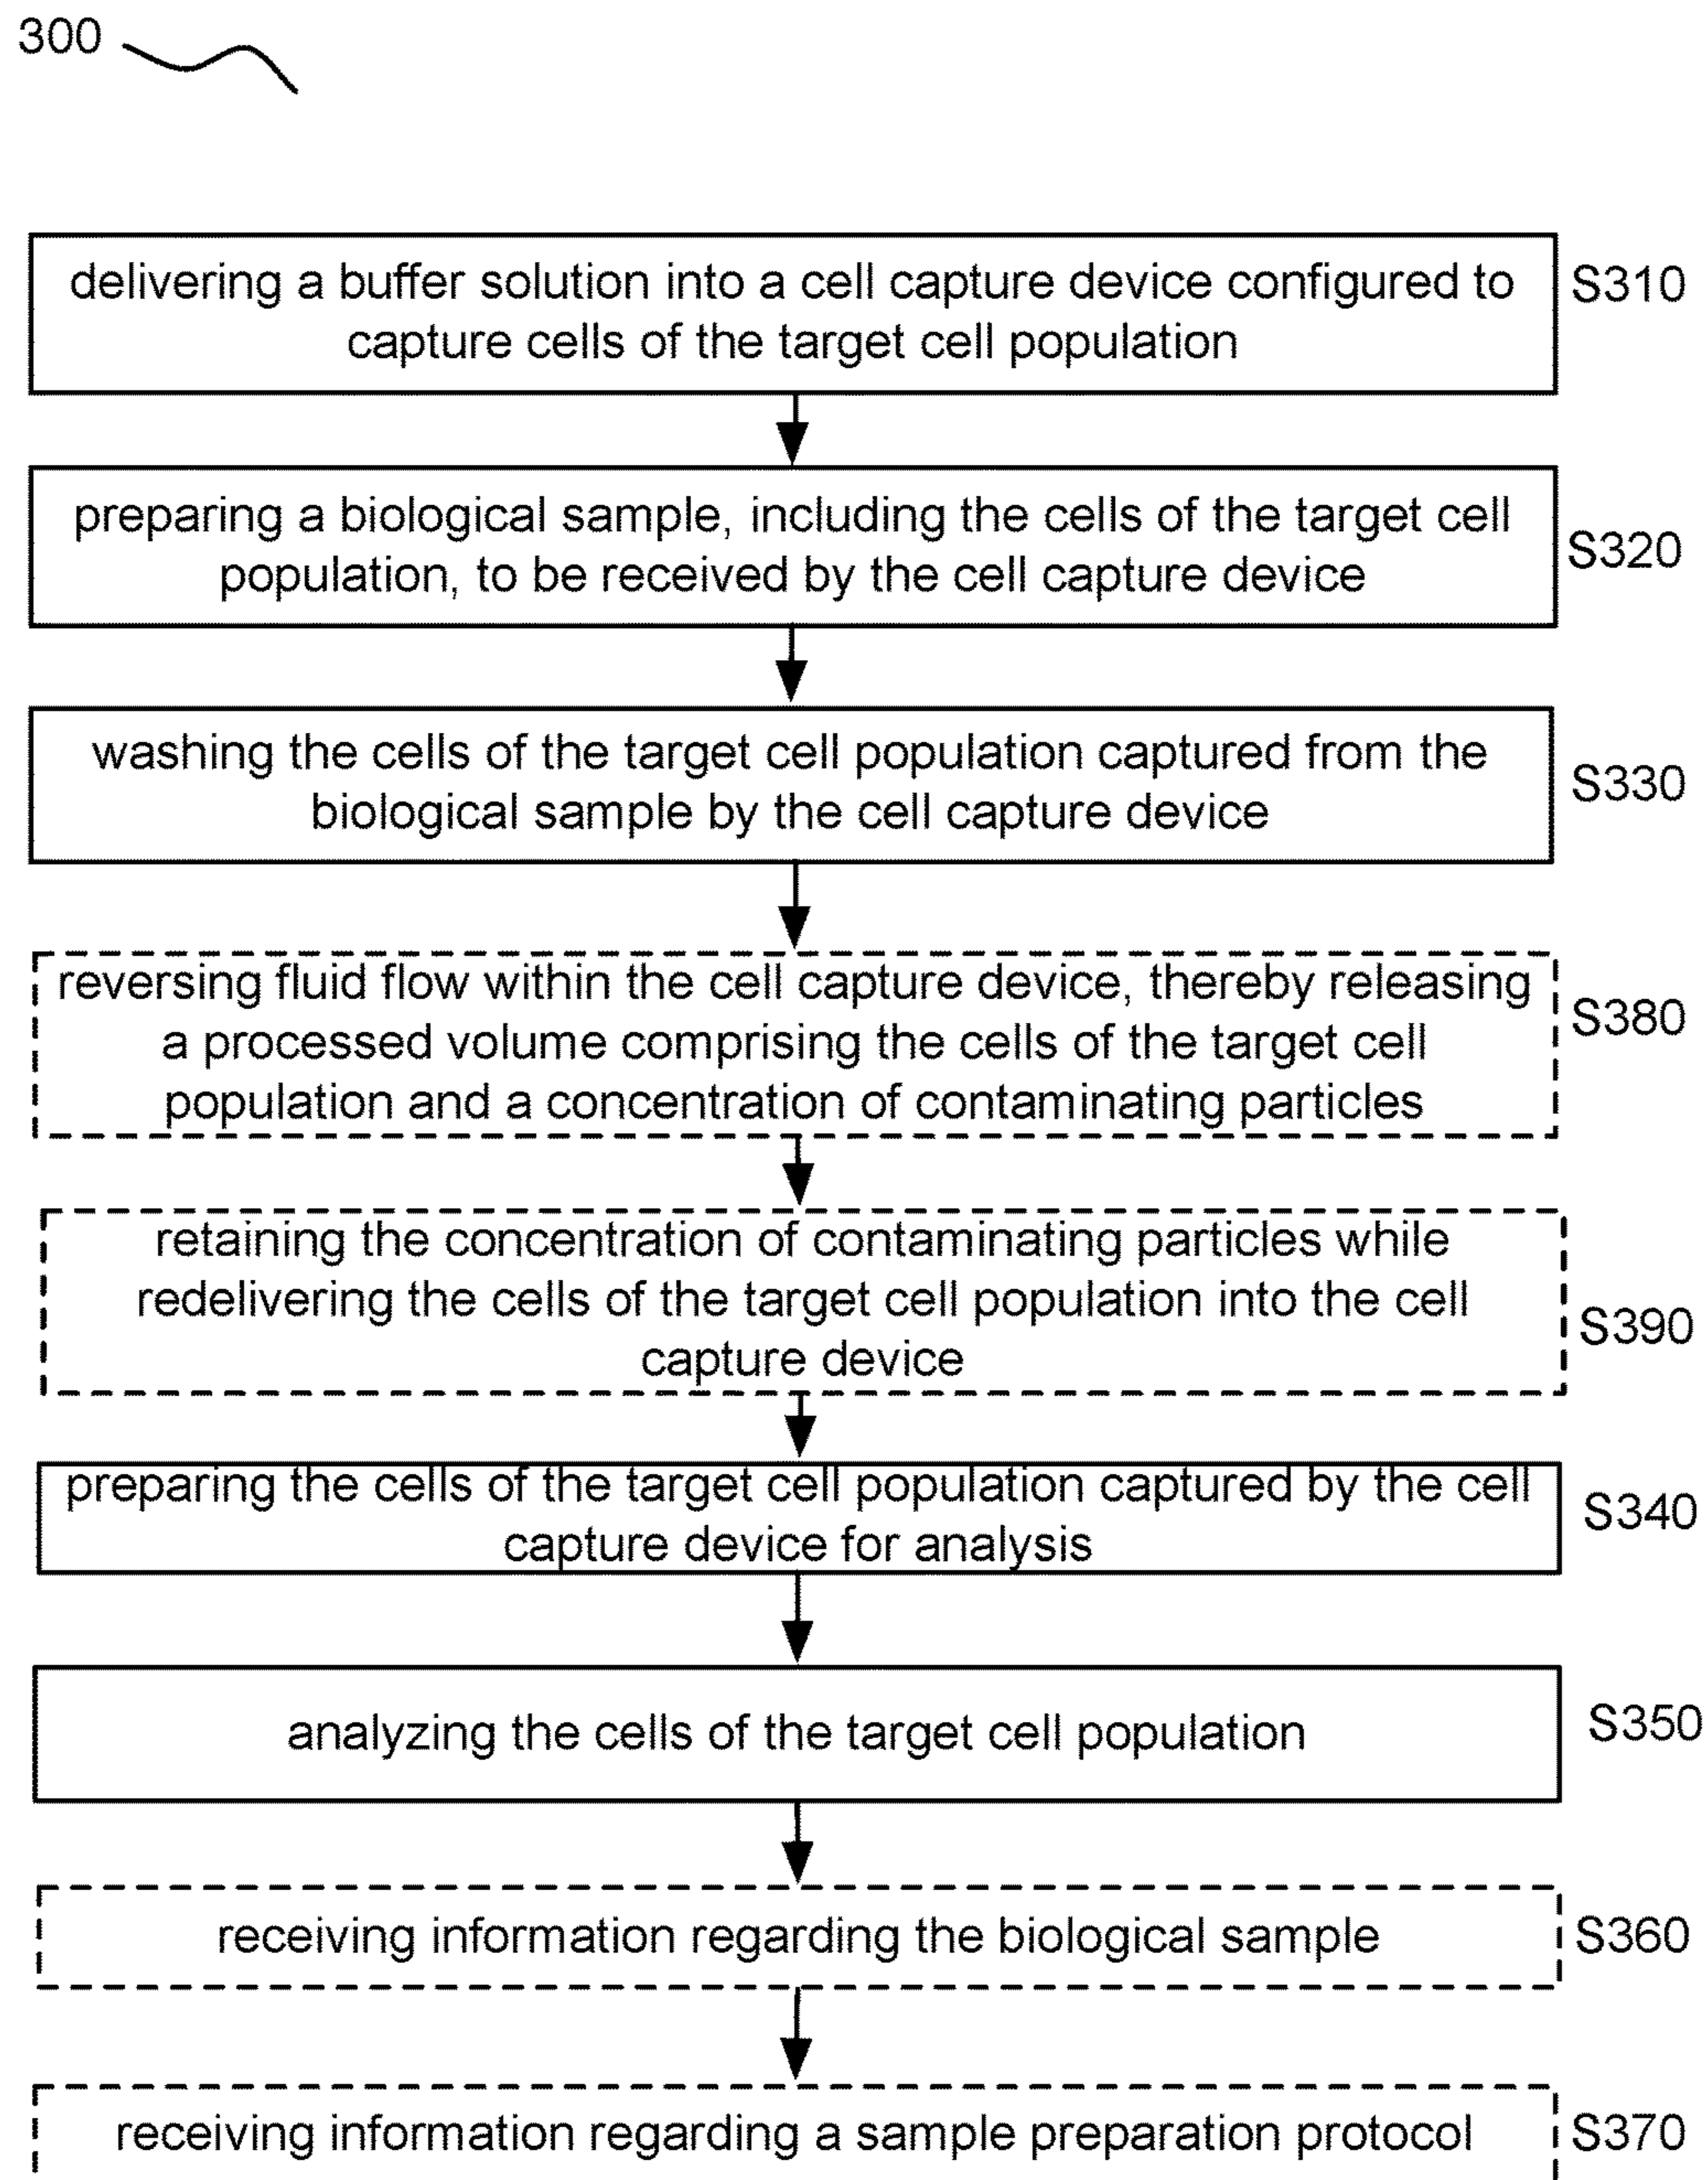 300
delivering a buffer solution into a cell capture device configured to
capture cells of the target cell population
S310
preparing a biological sample, including the cells of the target cell
population, to be received by the cell capture device
S320
washing the cells of the target cell population captured from the
biological sample by the cell capture device
S330
reversing fluid flow within the cell capture device, thereby releasing
a processed volume comprising the cells of the target cell
population and a concentration of contaminating particles
S380
retaining the concentration of contaminating particles while
redelivering the cells of the target cell population into the cell
capture device
S390
preparing the cells of the target cell population captured by the cell
capture device for analysis
S340
analyzing the cells of the target cell population
S350
receiving information regarding the biological sample
S360
receiving information regarding a sample preparation protocol
S370